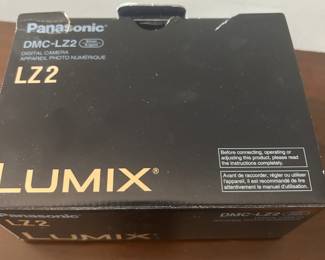 Panasonic
DMC-LZ2
DIGITAL CAMERA
APPAREIL PHOTO NUMÉRIQUE
LZ2
Before connecting, operating or
adjusting this product, please read
the instructions completely.
Avant de raccorder, régler ou utiliser
l'appareil, il est recommandé de lire
attentivement le manuel d'utilisation.
LUMIX®
Panasonic
DMC-LZ2
LZ2
LUMIX®